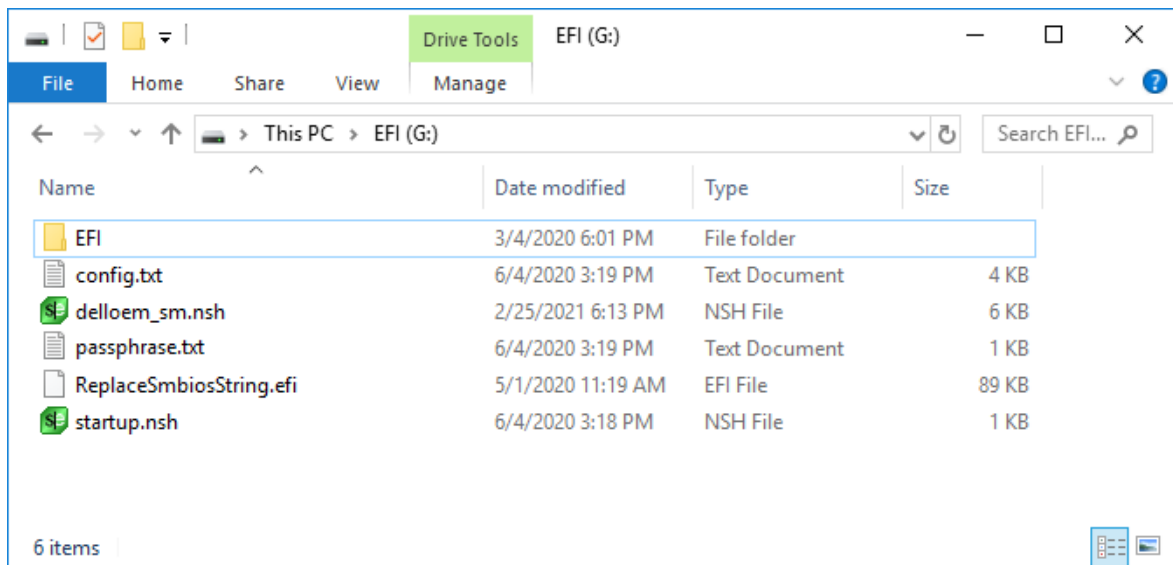 Drive Tools EFI (G:)
File Home Share View Manage
This PC > EFI (G:) Search EFI...
Name Date modified Type Size
EFI 3/4/2020 6:01 PM File folder
config.txt 6/4/2020 3:19 PM Text Document 4 KB
delloem_sm.nsh 2/25/2021 6:13 PM NSH File 6 KB
passphrase.txt 6/4/2020 3:19 PM Text Document 1 KB
ReplaceSmbiosString.efi 5/1/2020 11:19 AM EFI File 89 KB
startup.nsh 6/4/2020 3:18 PM NSH File 1 KB
6 items